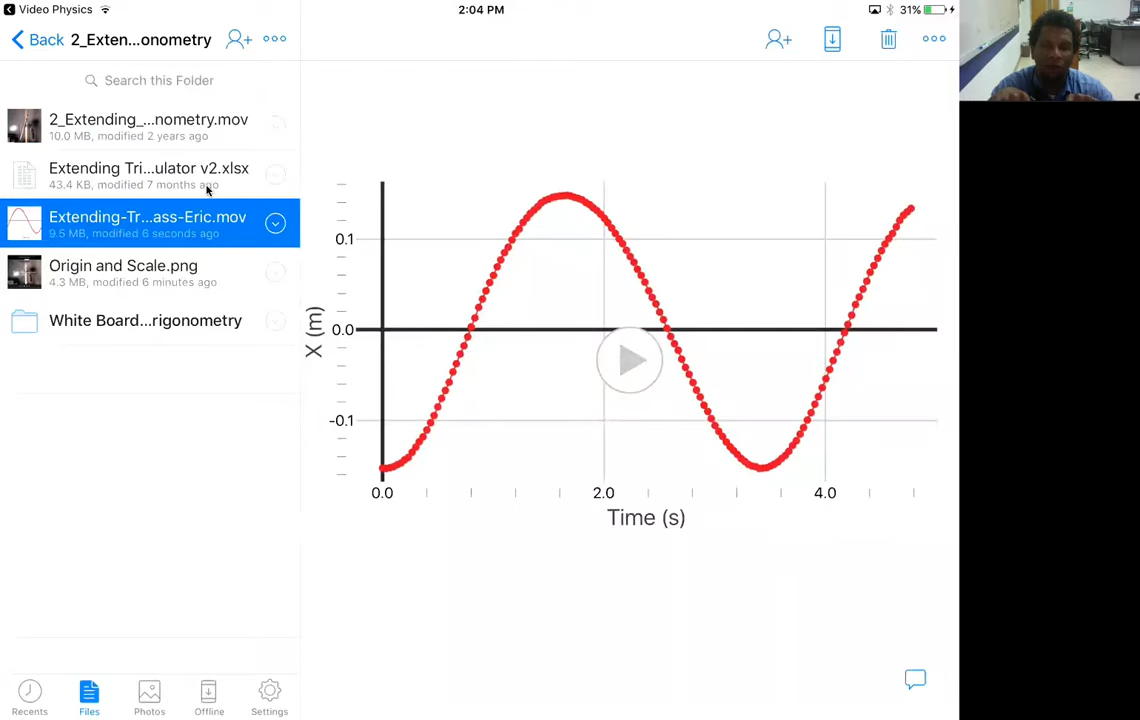 Video Physics
2:04 PM
31%
Back
2_Exten...onometry
Search this Folder
2_Extending_...nometry.mov
10.0 MB, modified 2 years ago
Extending Tri...ulator v2.xlsx
43.4 KB, modified 7 months ago
Extending-Tr...ass-Eric.mov
9.5 MB, modified 6 seconds ago
Origin and Scale.png
4.3 MB, modified 6 minutes ago
White Board...rigonometry
X (m)
0.1
0.0
-0.1
0.0
2.0
4.0
Time (s)
Recents
Files
Photos
Offline
Settings